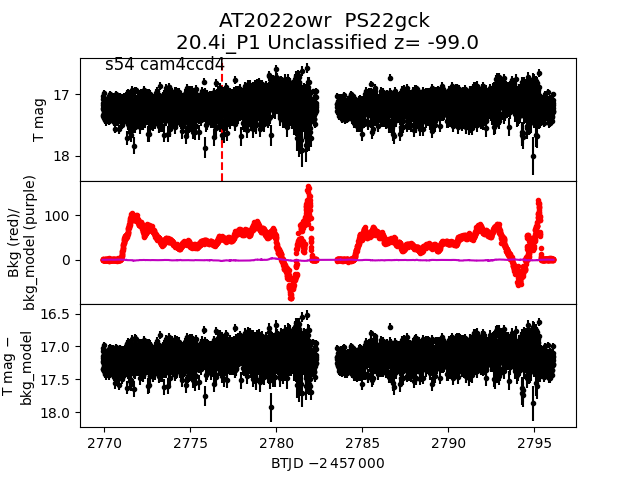 AT2022owr  PS22gck
20.4i_P1 Unclassified z= -99.0
s54 cam4ccd4
T mag
17
18
Bkg (red)/
bkg_model (purple)
100
0
T mag −
bkg_model
16.5
17.0
17.5
18.0
2770
2775
2780
2785
2790
2795
BTJD −2 457 000